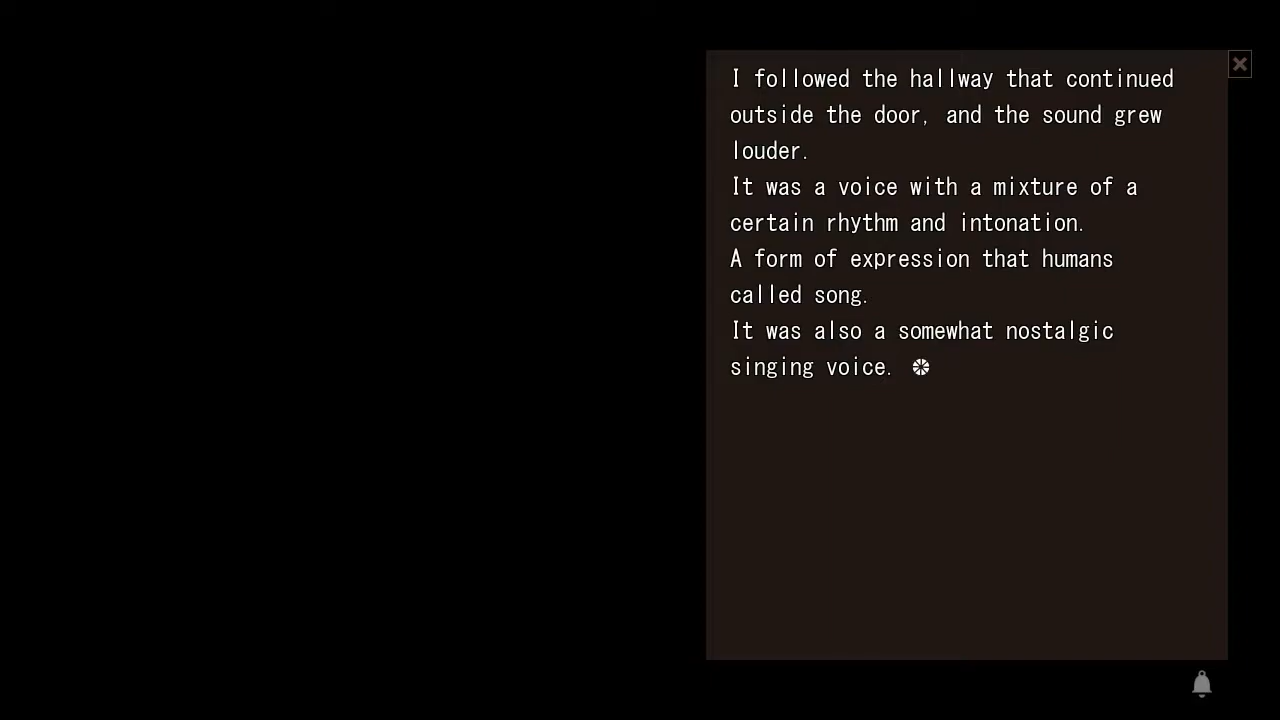 I followed the hallway that continued
outside the door, and the sound grew
louder.
It was a voice with a mixture of a
certain rhythm and intonation.
A form of expression that humans
called song.
It was also a somewhat nostalgic
singing voice.